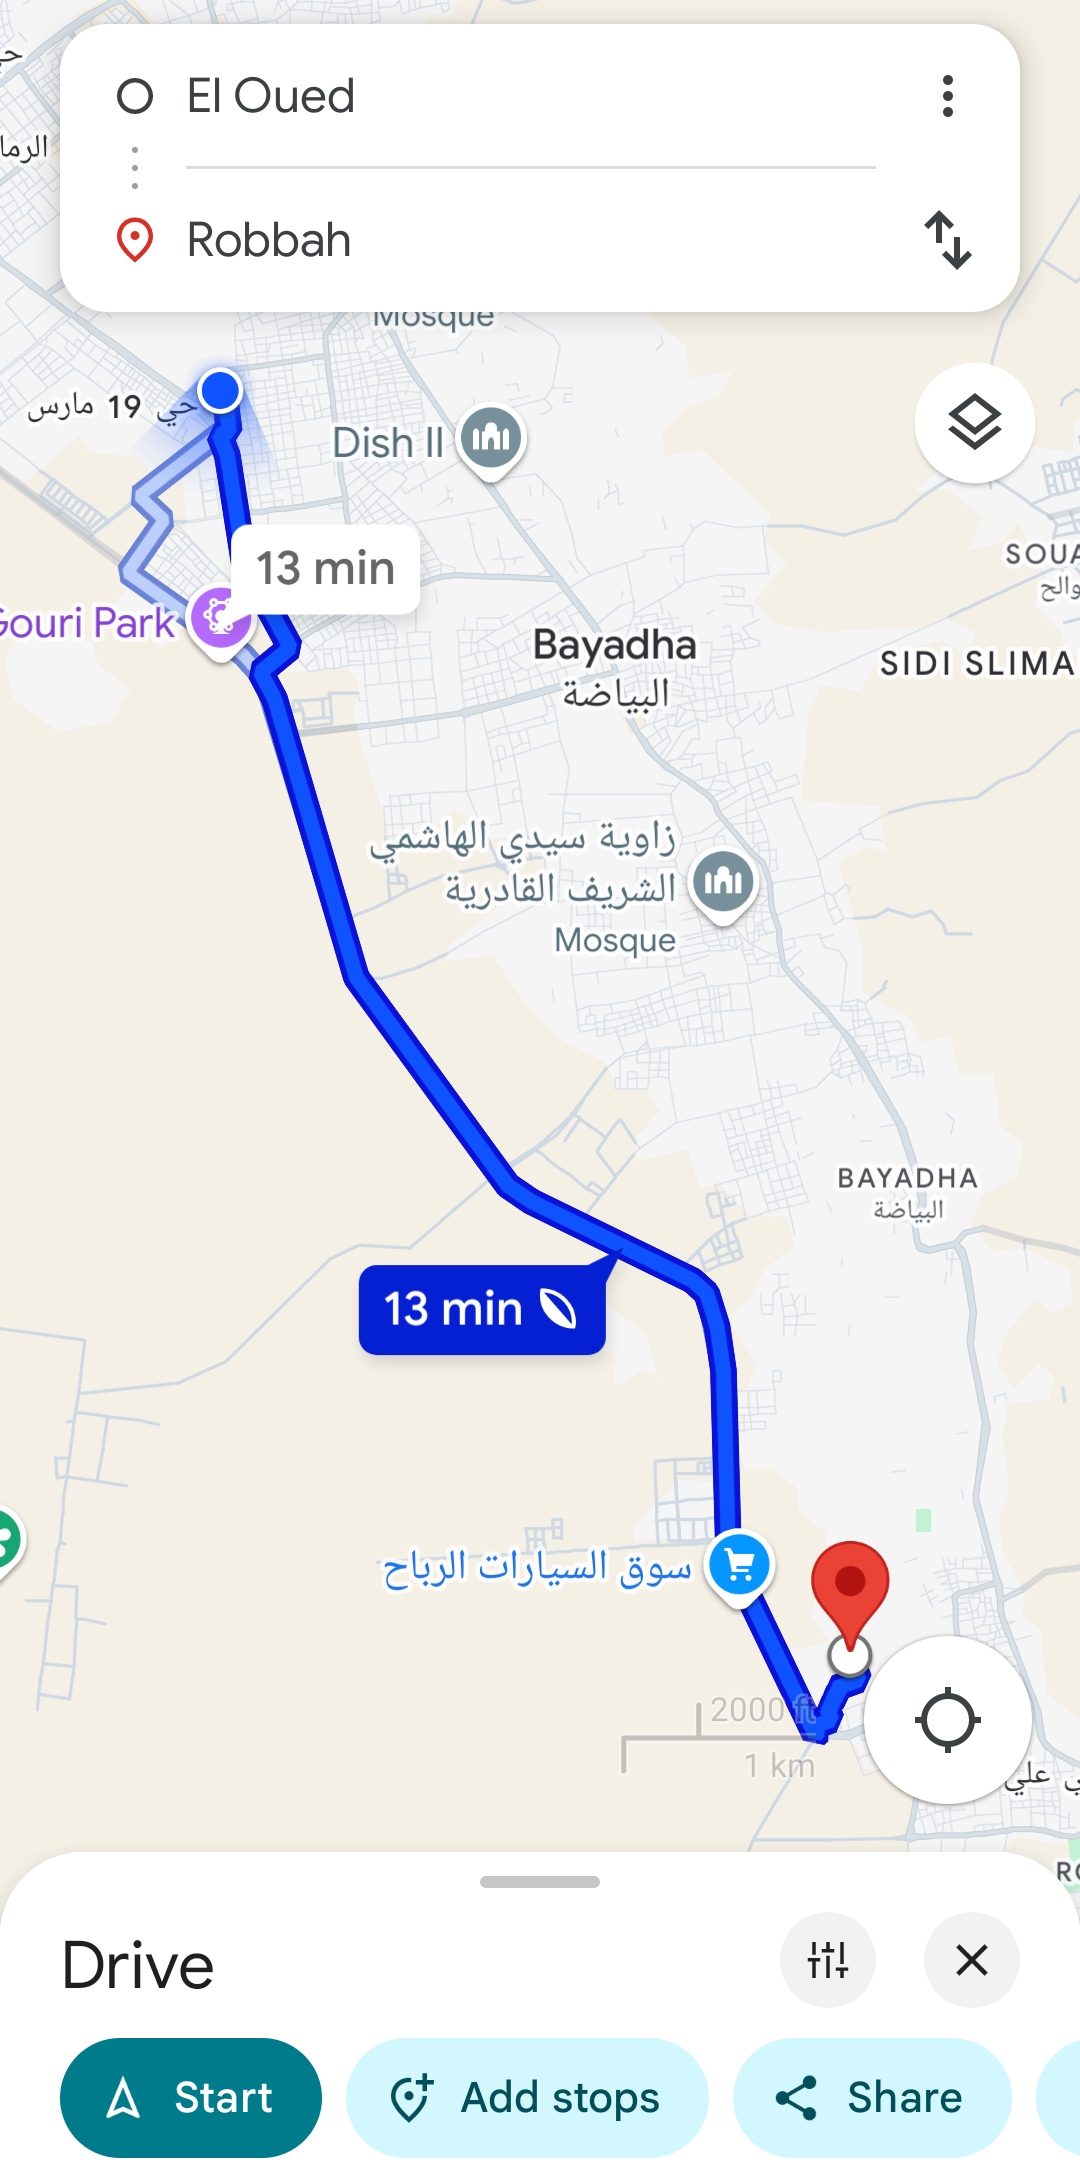 El Oued
Robbah
Mosque
حي 19 مارس
Dish II
13 min
Gouri Park
Bayadha
البياضة
SIDI SLIMA
زاوية سيدي الهاشمي
الشريف القادرية
Mosque
BAYADHA
البياضة
13 min
سوق السيارات الرباح
2000 ft
1 km
علي
Drive
Start
Add stops
Share